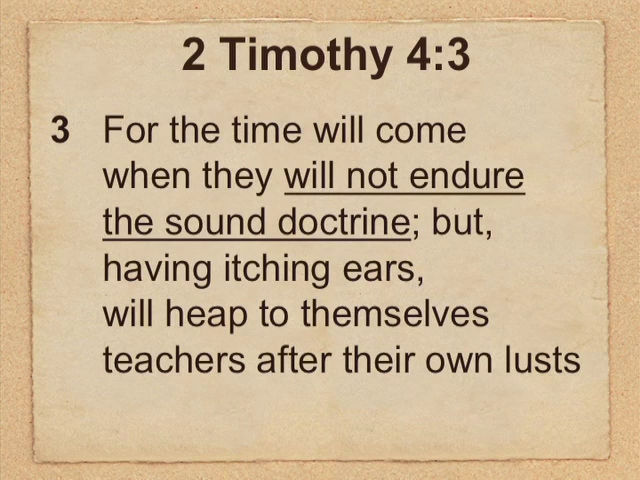 2 Timothy 4:3
3 For the time will come
when they will not endure
the sound doctrine; but,
having itching ears,
will heap to themselves
teachers after their own lusts